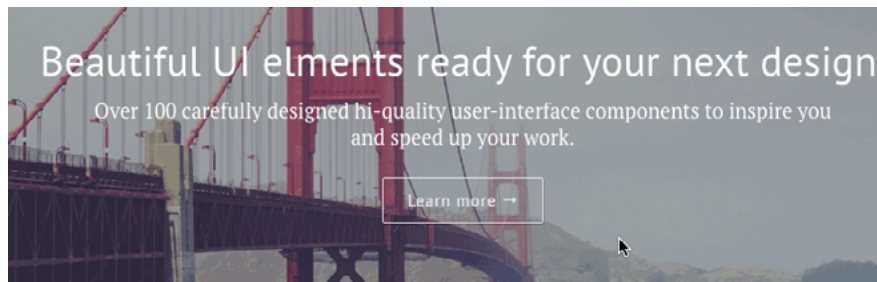 Beautiful UI elments ready for your next design
Over 100 carefully designed hi-quality user-interface components to inspire you
and speed up your work.
Learn more →